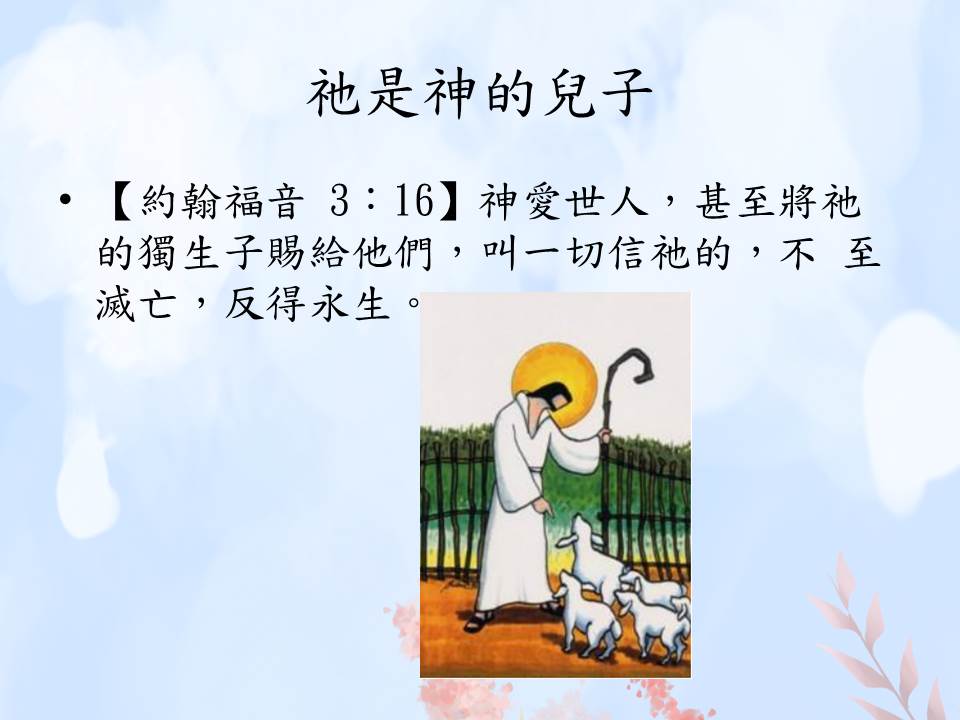 祂是神的兒子
• 【約翰福音 3：16】神愛世人，甚至將祂
的獨生子賜給他們，叫一切信祂的，不 至
滅亡，反得永生。